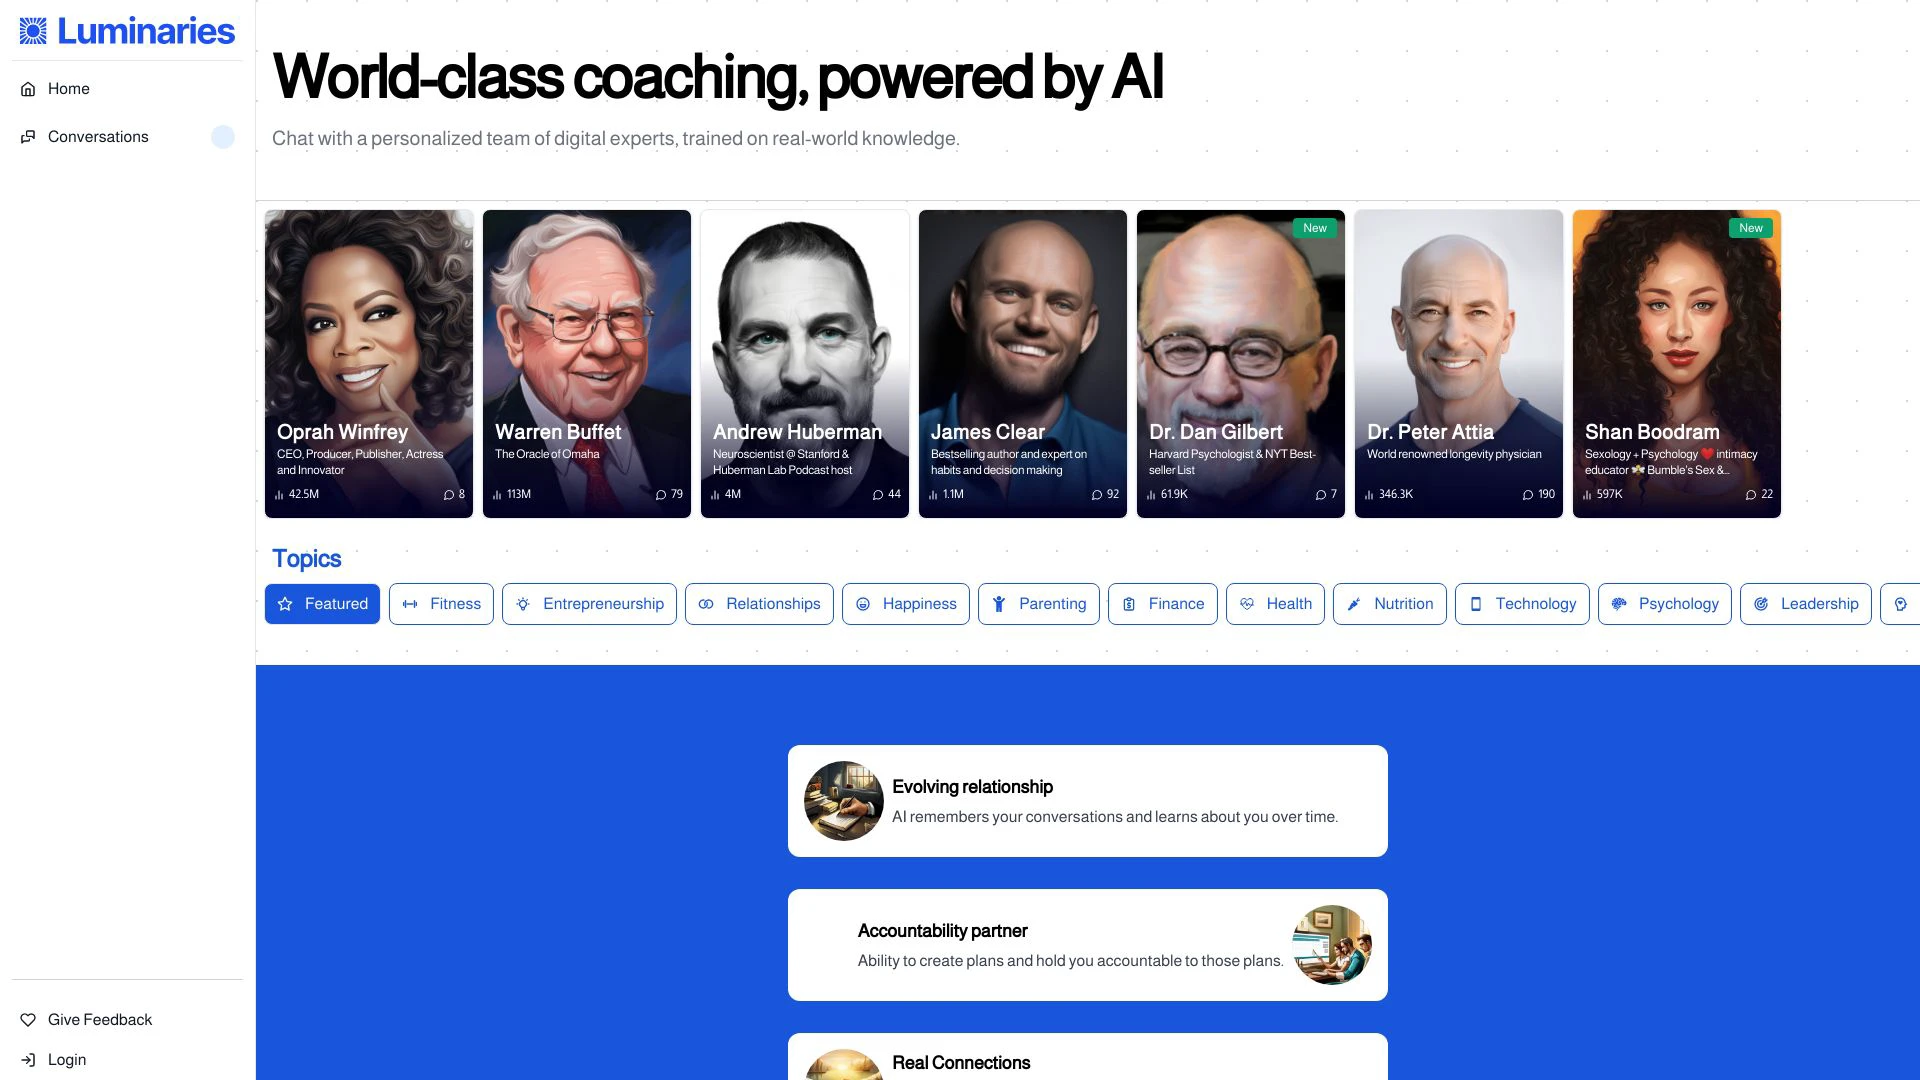 Luminaries
Home
Conversations
World-class coaching, powered by AI
Chat with a personalized team of digital experts, trained on real-world knowledge.
Oprah Winfrey
CEO, Producer, Publisher, Actress
and Innovator
42.5M 8
Warren Buffet
The Oracle of Omaha
113M 79
Andrew Huberman
Neuroscientist @ Stanford &
Huberman Lab Podcast host
4M 44
James Clear
Bestselling author and expert on
habits and decision making
1.1M 92
New
Dr. Dan Gilbert
Harvard Psychologist & NYT Best-
seller List
61.9K 7
Dr. Peter Attia
World renowned longevity physician
346.3K 190
New
Shan Boodram
Sexology + Psychology ❤️ intimacy
educator 🐝 Bumble's Sex &...
597K 22
Topics
Featured Fitness Entrepreneurship Relationships Happiness Parenting Finance Health Nutrition Technology Psychology Leadership
Evolving relationship
AI remembers your conversations and learns about you over time.
Accountability partner
Ability to create plans and hold you accountable to those plans.
Real Connections
Give Feedback
Login